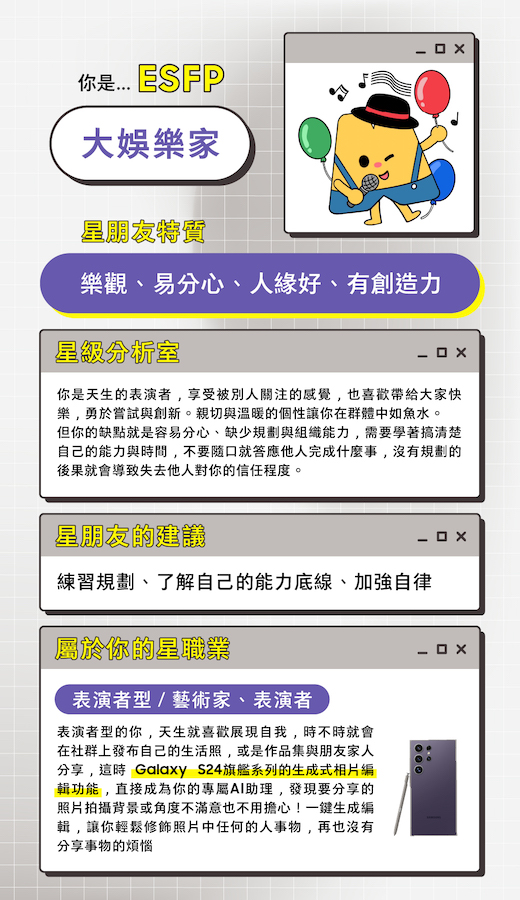 你是... ESFP
大娛樂家
星朋友特質
樂觀、易分心、人緣好、有創造力
星級分析室
你是天生的表演者，享受被別人關注的感覺，也喜歡帶給大家快
樂，勇於嘗試與創新。親切與溫暖的個性讓你在群體中如魚水。
但你的缺點就是容易分心、缺少規劃與組織能力，需要學著搞清楚
自己的能力與時間，不要隨口就答應他人完成什麼事，沒有規劃的
後果就會導致失去他人對你的信任程度。
星朋友的建議
練習規劃、了解自己的能力底線、加強自律
屬於你的星職業
表演者型 / 藝術家、表演者
表演者型的你，天生就喜歡展現自我，時不時就會
在社群上發布自己的生活照，或是作品集與朋友家人
分享，這時 Galaxy S24旗艦系列的生成式相片編
輯功能，直接成為你的專屬AI助理，發現要分享的
照片拍攝背景或角度不滿意也不用擔心！一鍵生成編
輯，讓你輕鬆修飾照片中任何的人事物，再也沒有
分享事物的煩惱